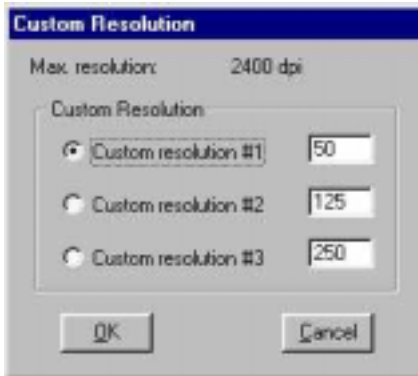 Custom Resolution
Max. resolution: 2400 dpi
Custom Resolution
Custom resolution #1 50
Custom resolution #2 125
Custom resolution #3 250
OK Cancel